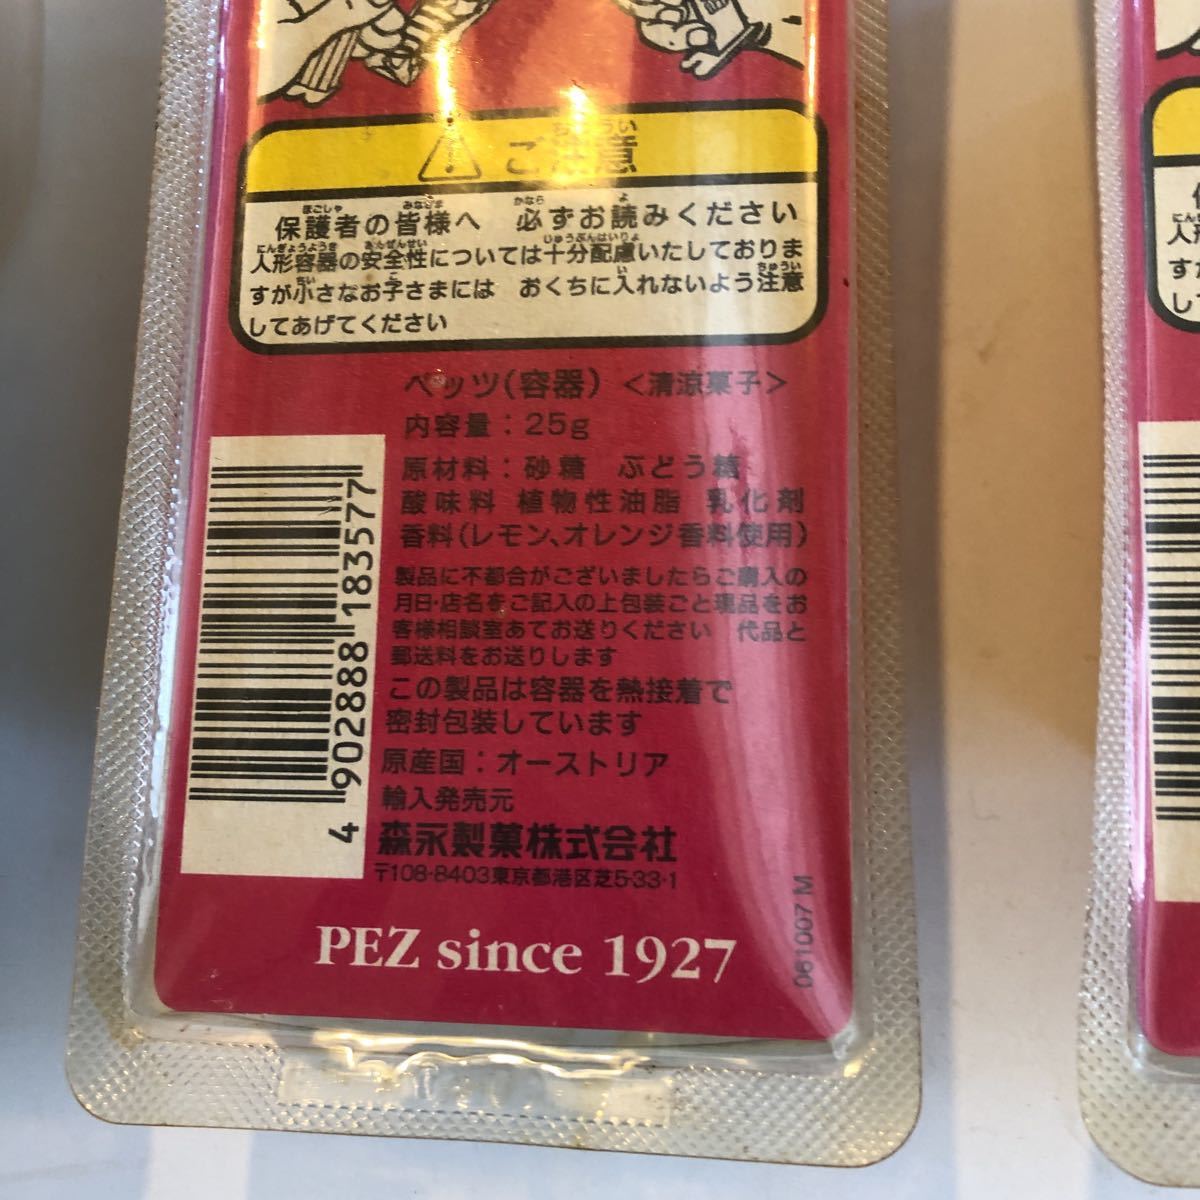 ご注意
保護者の皆様へ　必ずお読みください
人形容器の安全性については十分配慮いたしておりま
すが小さなお子さまには　おくちに入れないよう注意
してあげてください
ペッツ(容器)　<清涼菓子>
内容量：25g
原材料：砂糖　ぶどう糖
酸味料　植物性油脂　乳化剤
香料(レモン、オレンジ香料使用)
製品に不都合がございましたらご購入の
月日・店名をご記入の上包装ごと現品をお
客様相談室あてお送りください　代品と
郵送料をお送りします
この製品は容器を熱接着で
密封包装しています
原産国：オーストリア
輸入発売元
森永製菓株式会社
〒108-8403東京都港区芝5-33-1
4 902888 183577
061007 M
PEZ since 1927